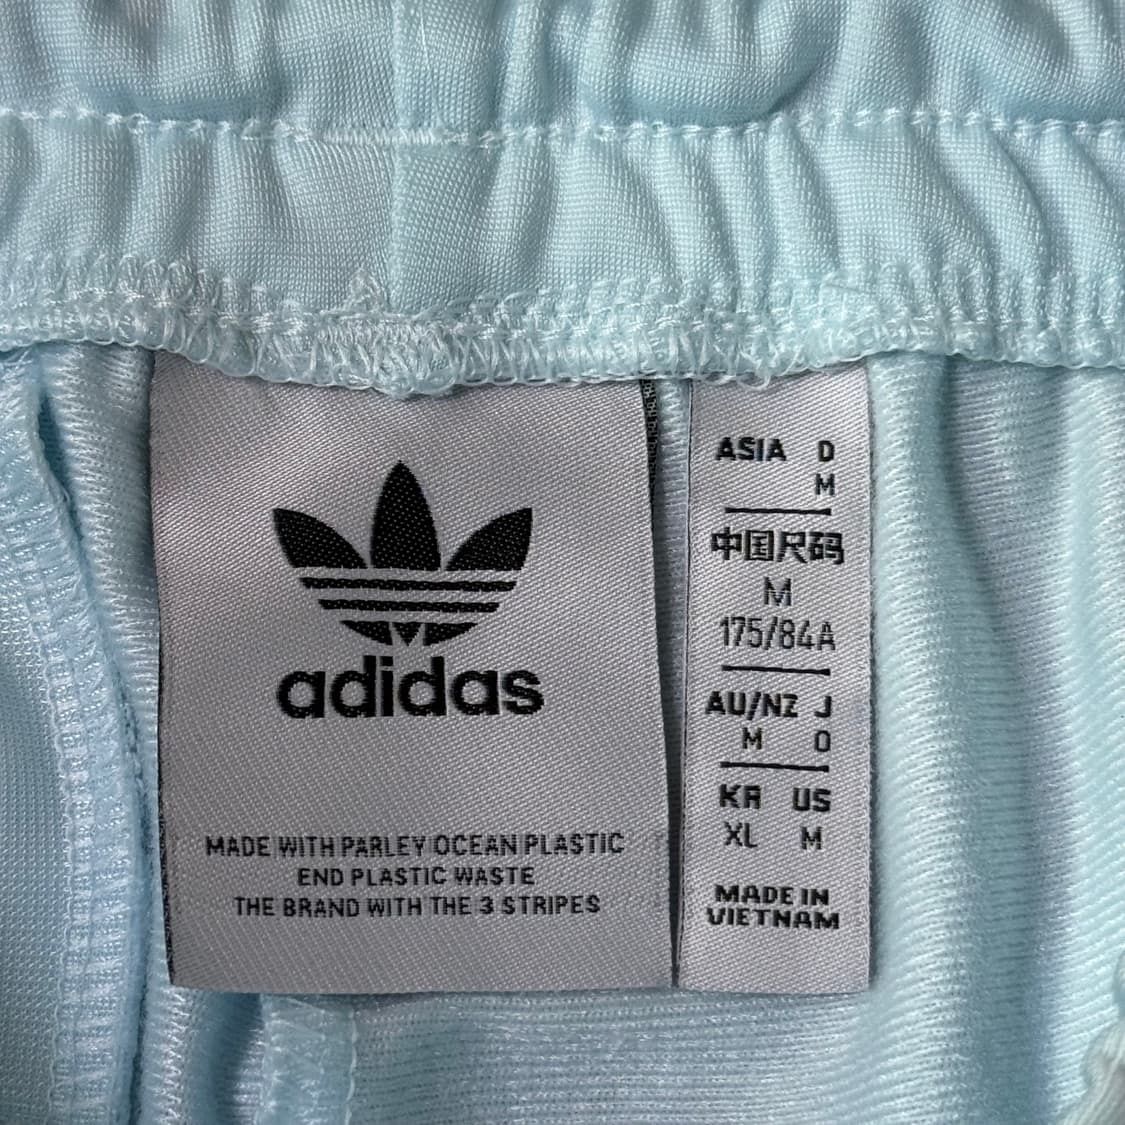 adidas
MADE WITH PARLEY OCEAN PLASTIC
END PLASTIC WASTE
THE BRAND WITH THE 3 STRIPES
ASIA D
M
中国尺码
M
175/84A
AU/NZ J
M O
KR US
XL M
MADE IN
VIETNAM